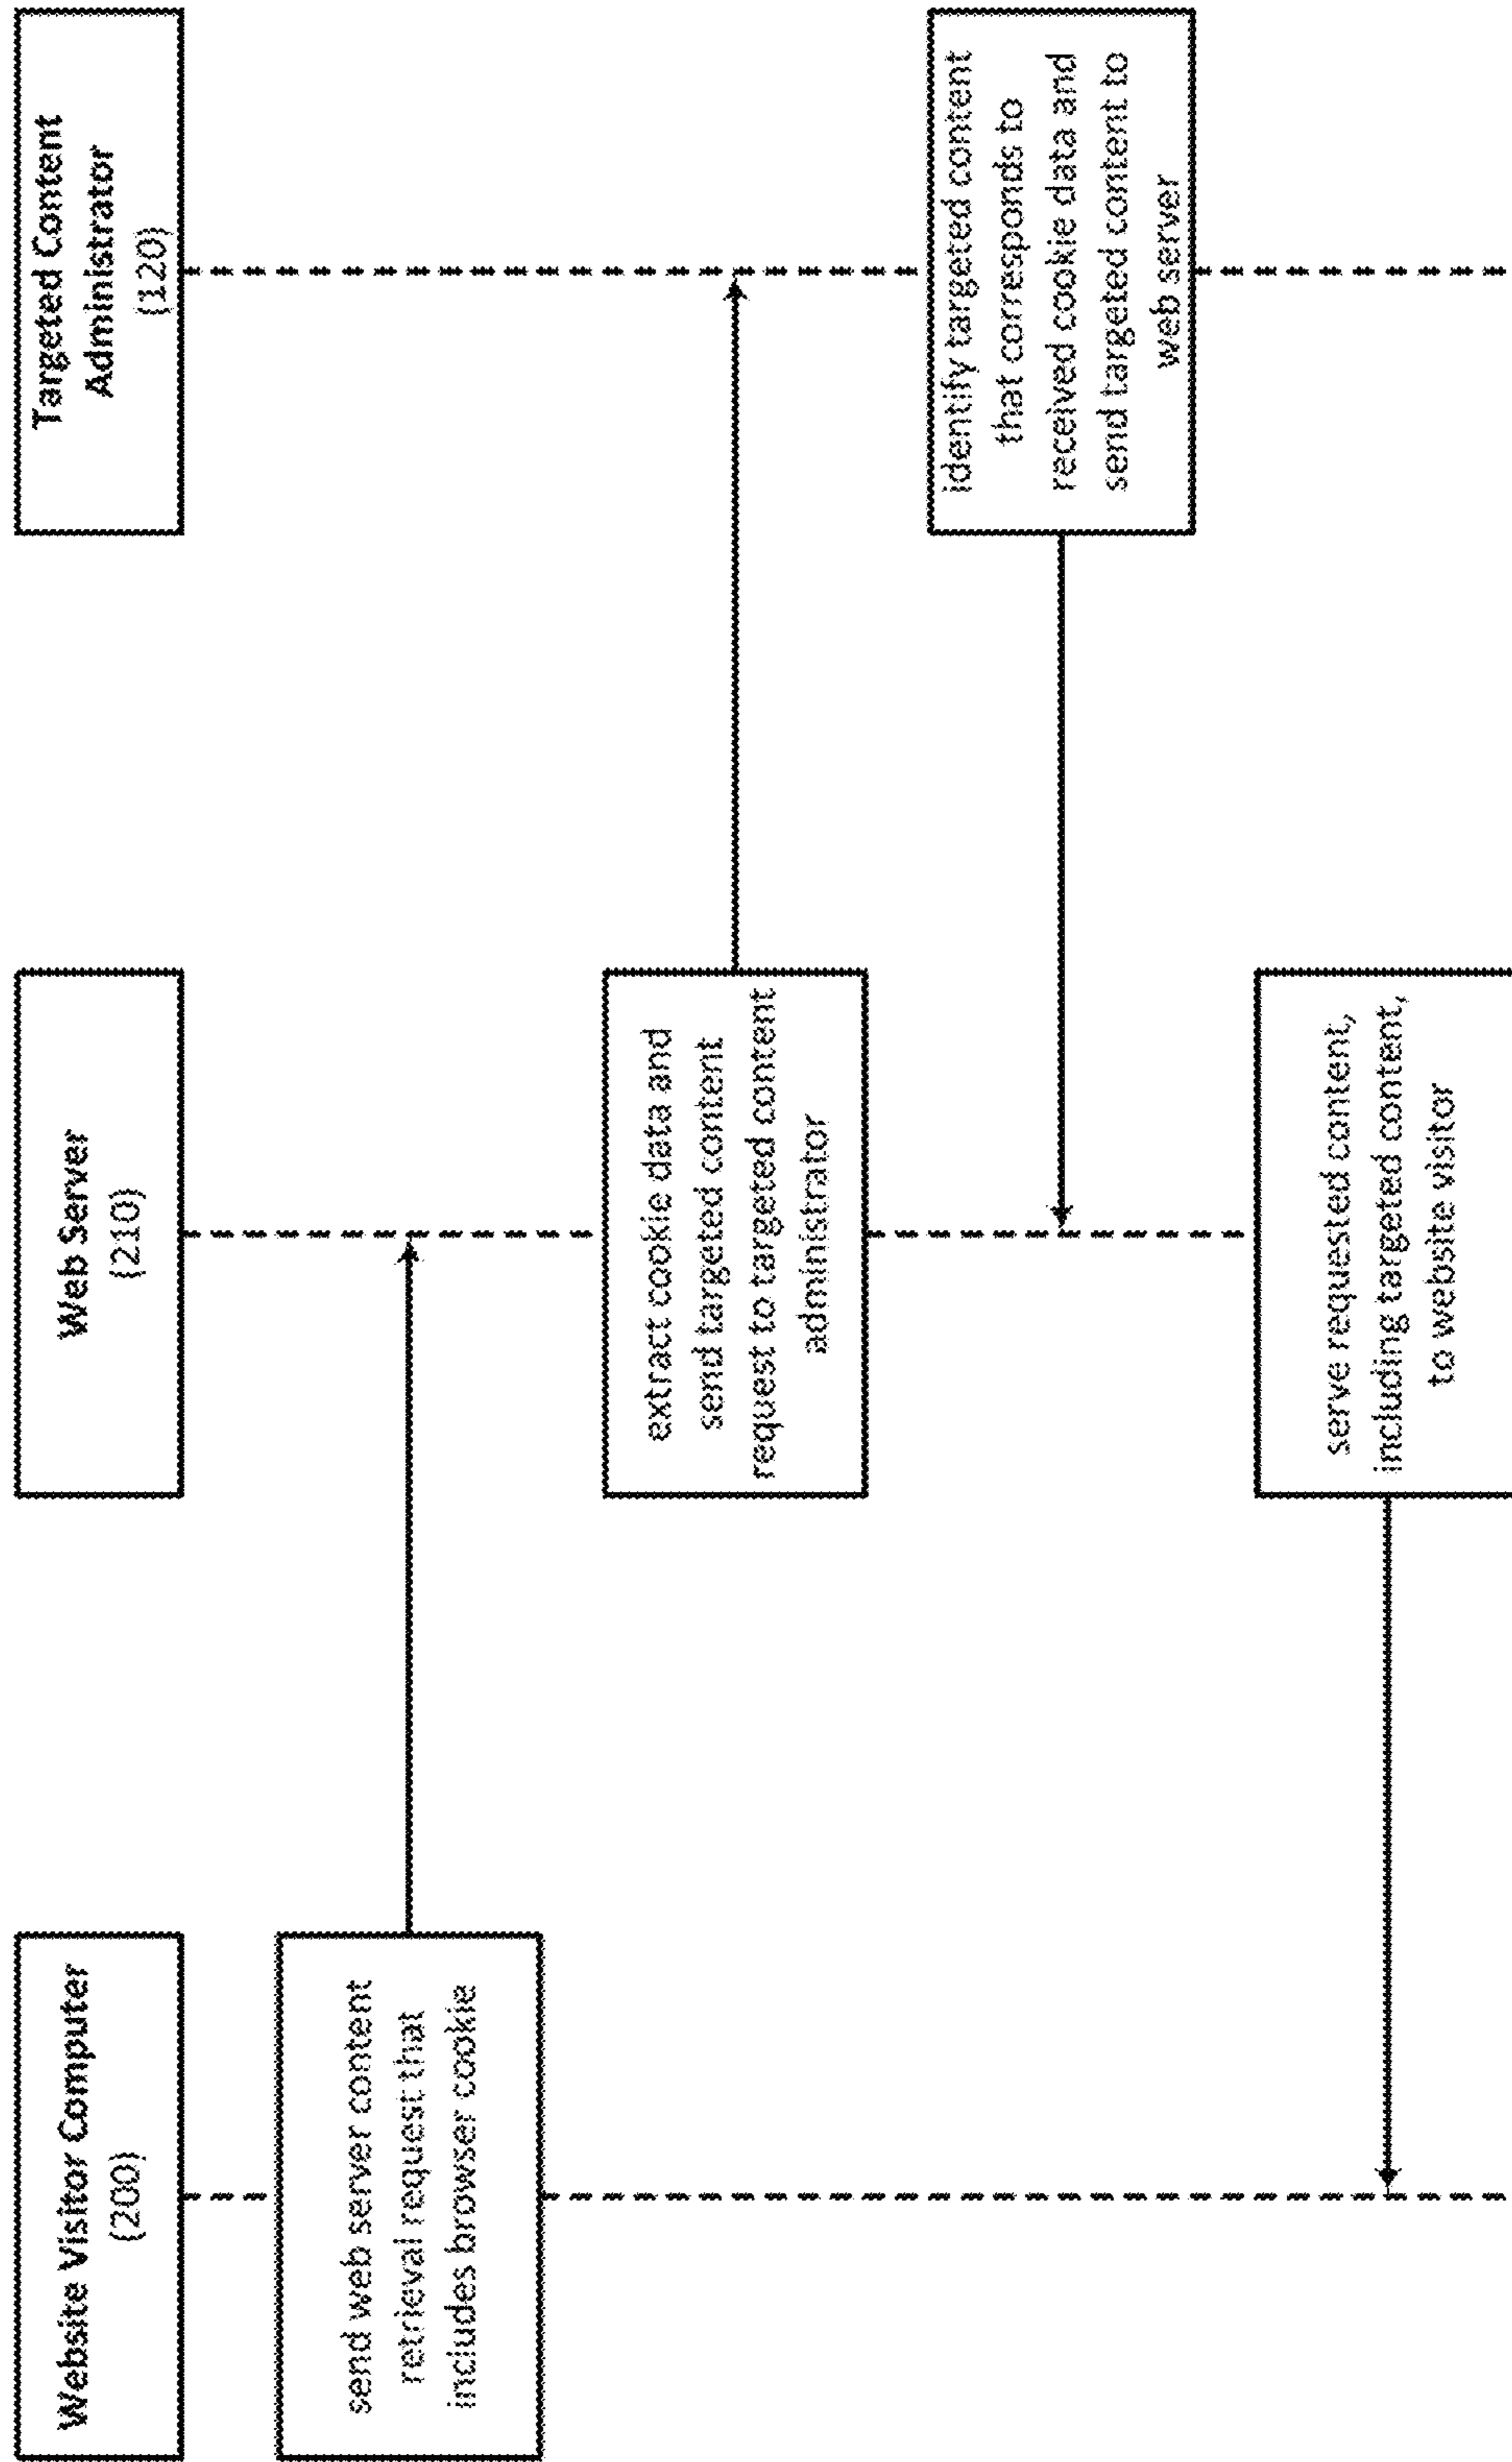 Website Visitor Computer
(200)
Web Server
(210)
Targeted Content
Administrator
(120)
send web server content
retrieval request that
includes browser cookie
extract cookie data and
send targeted content
request to targeted content
administrator
identify targeted content
that corresponds to
received cookie data and
send targeted content to
web server
serve requested content,
including targeted content,
to website visitor